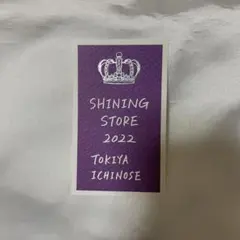 SHINING
STORE
2022
TOKIYA
ICHINOSE